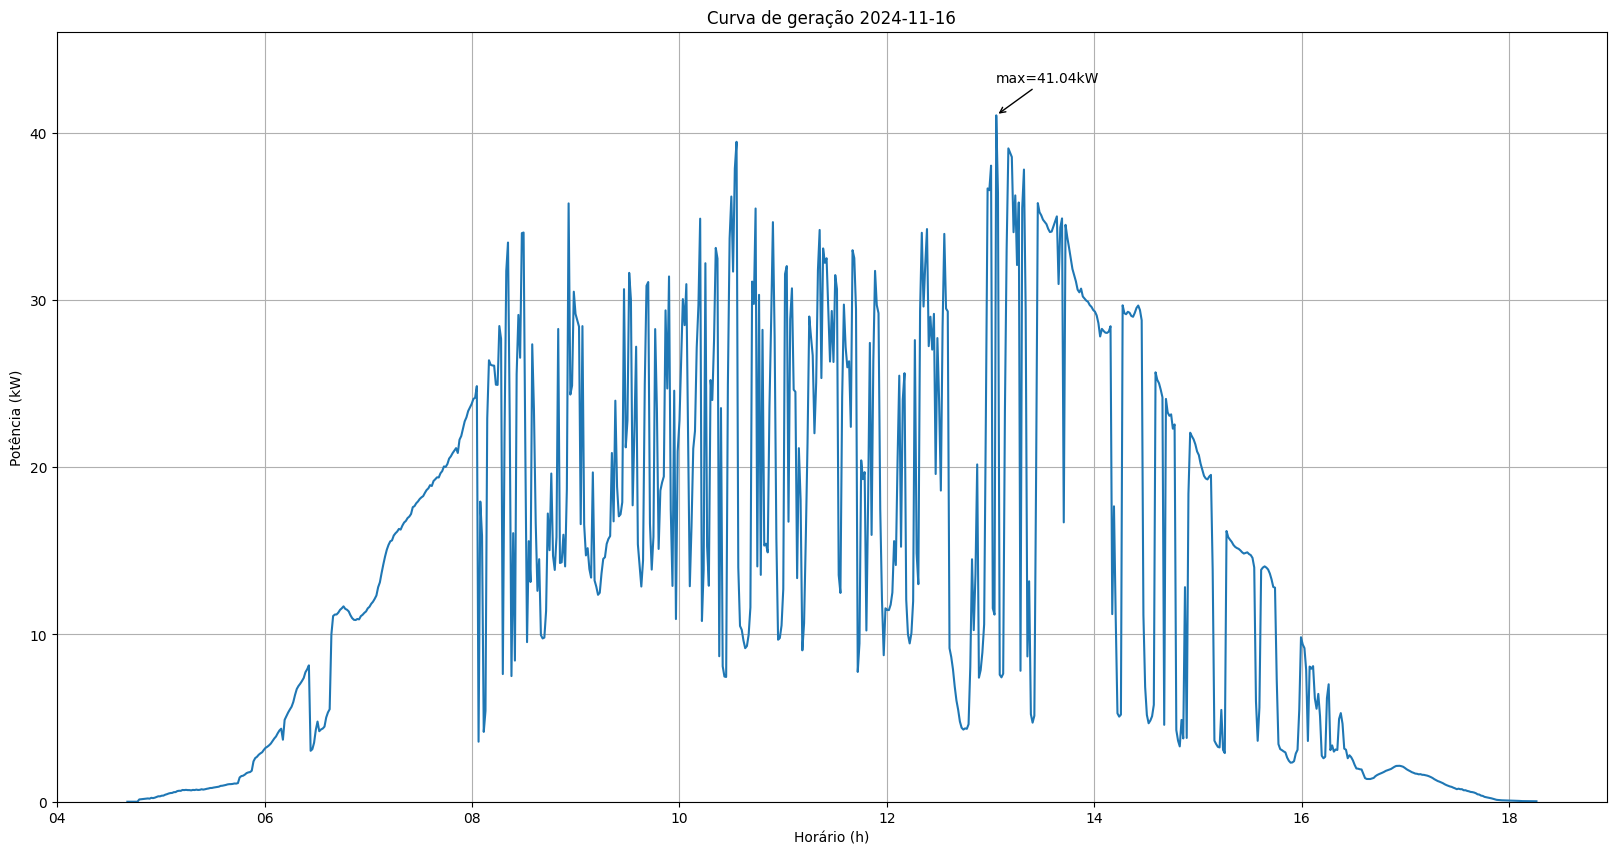 Curva de geração 2024-11-16
max=41.04kW
Potência (kW)
40
30
20
10
0
04 06 08 10 12 14 16 18
Horário (h)